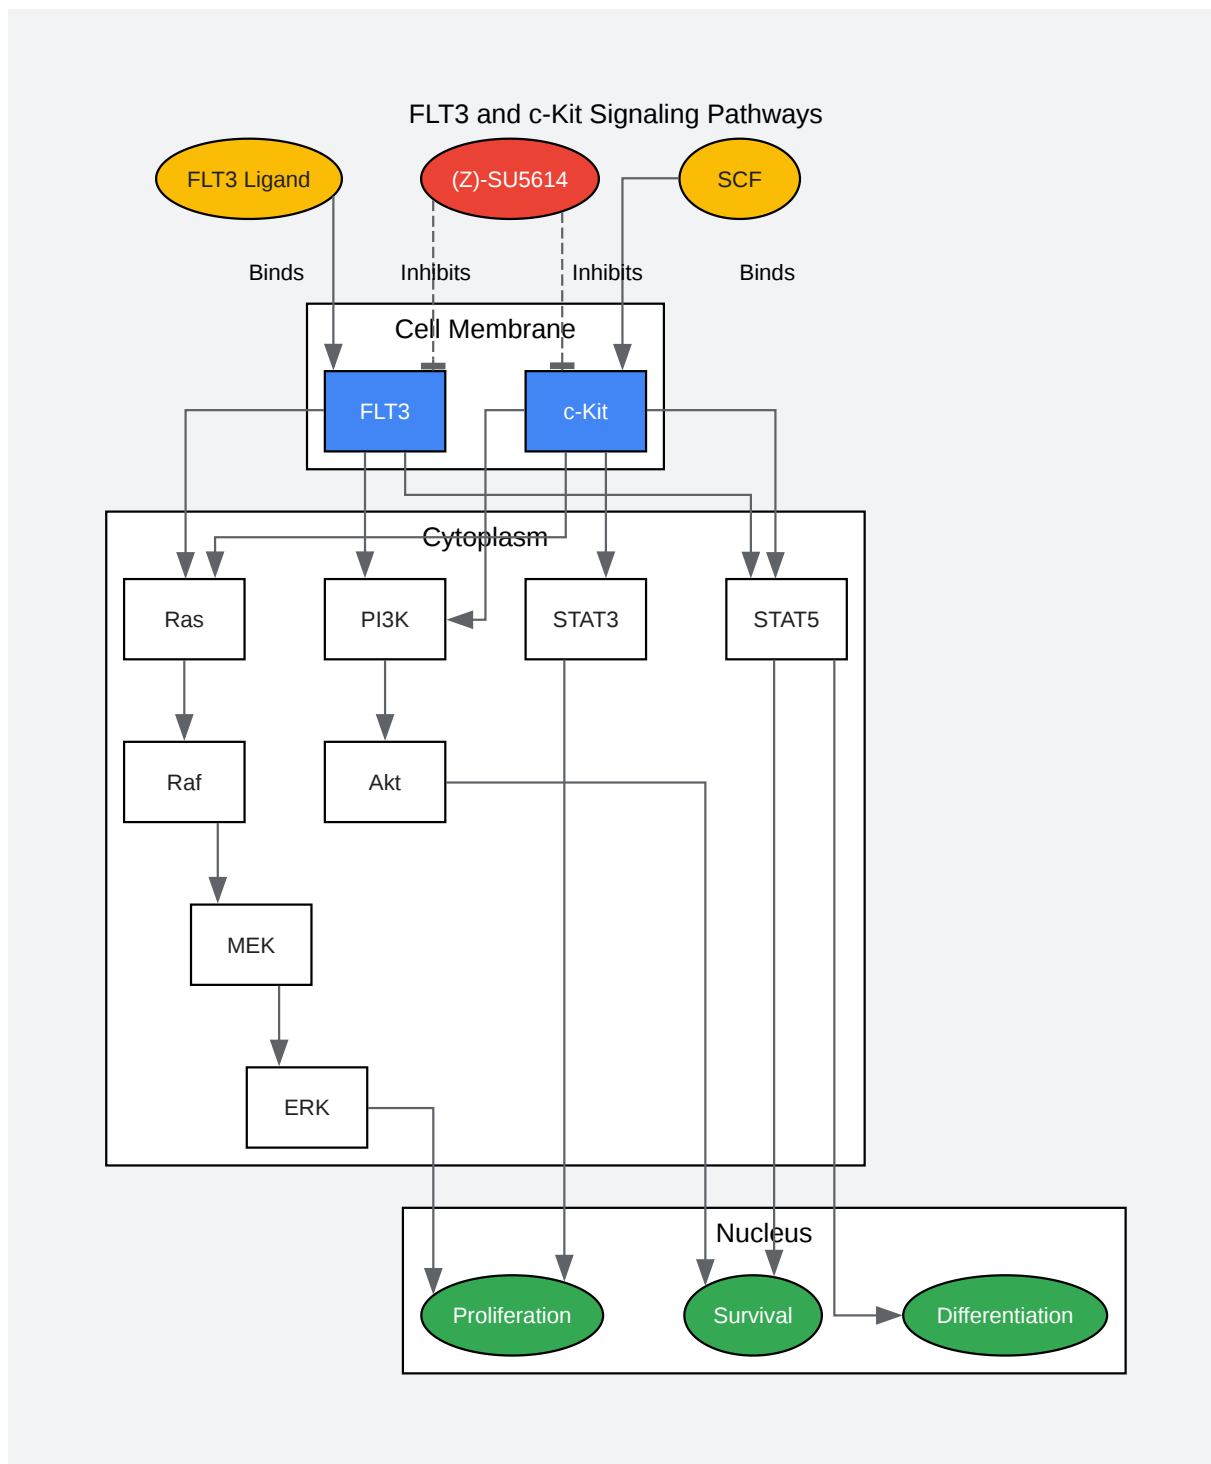 FLT3 and c-Kit Signaling Pathways
FLT3 Ligand
(Z)-SU5614
SCF
Binds
Inhibits
Inhibits
Binds
Cell Membrane
FLT3
c-Kit
Cytoplasm
Ras
PI3K
STAT3
STAT5
Raf
Akt
MEK
ERK
Nucleus
Proliferation
Survival
Differentiation